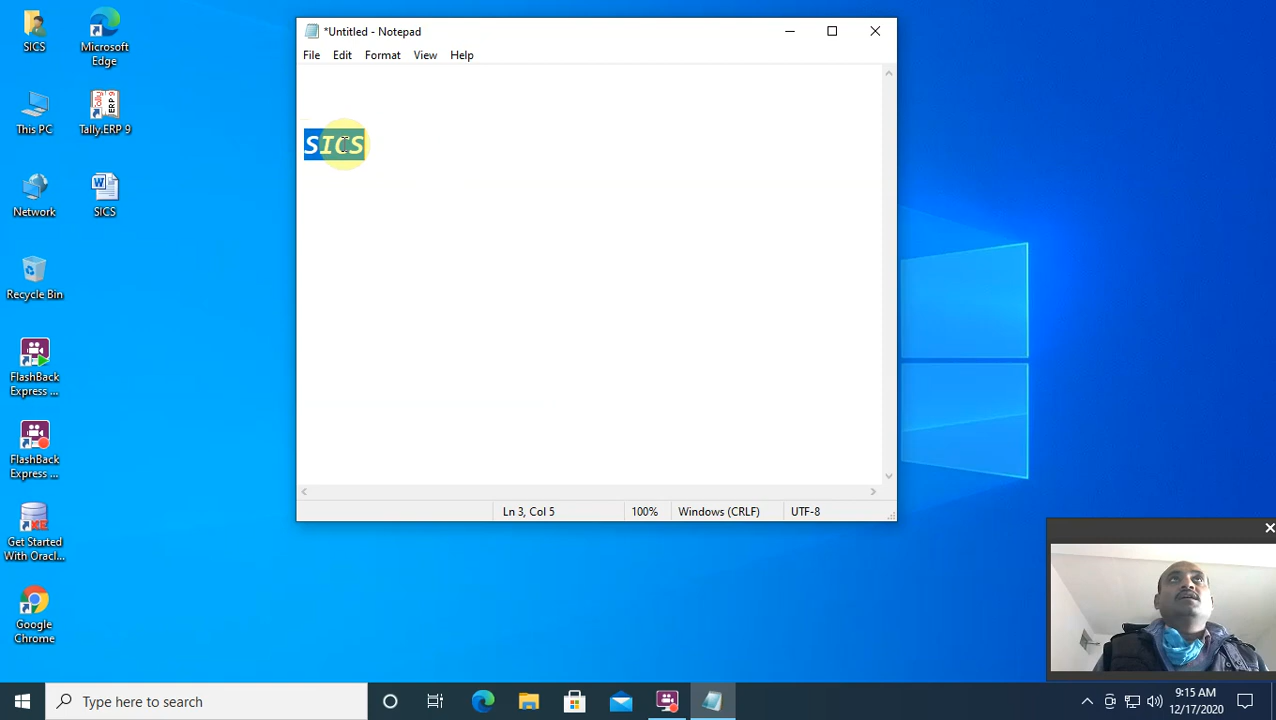 *Untitled - Notepad
File Edit Format View Help
SICS
Ln 3, Col 5 100% Windows (CRLF) UTF-8
SICS
Microsoft
Edge
This PC
Tally.ERP 9
Network
SICS
Recycle Bin
FlashBack
Express ...
FlashBack
Express ...
Get Started
With Oracl...
Google
Chrome
Type here to search
9:15 AM
12/17/2020